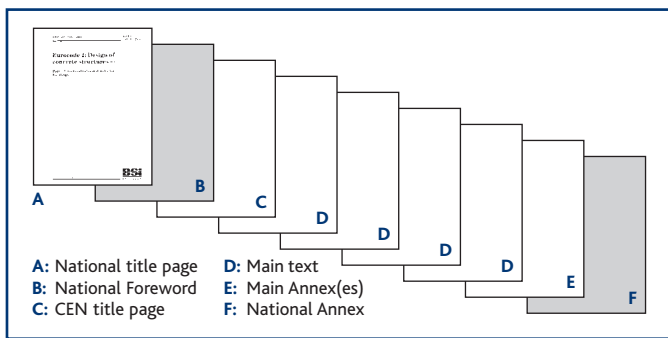 Eurocode 2: Design of
concrete structures
BSi
A
B
C
D
D
D
D
E
F
A: National title page
B: National Foreword
C: CEN title page
D: Main text
E: Main Annex(es)
F: National Annex